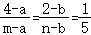 4-a/m-a = 2-b/n-b = 1/5